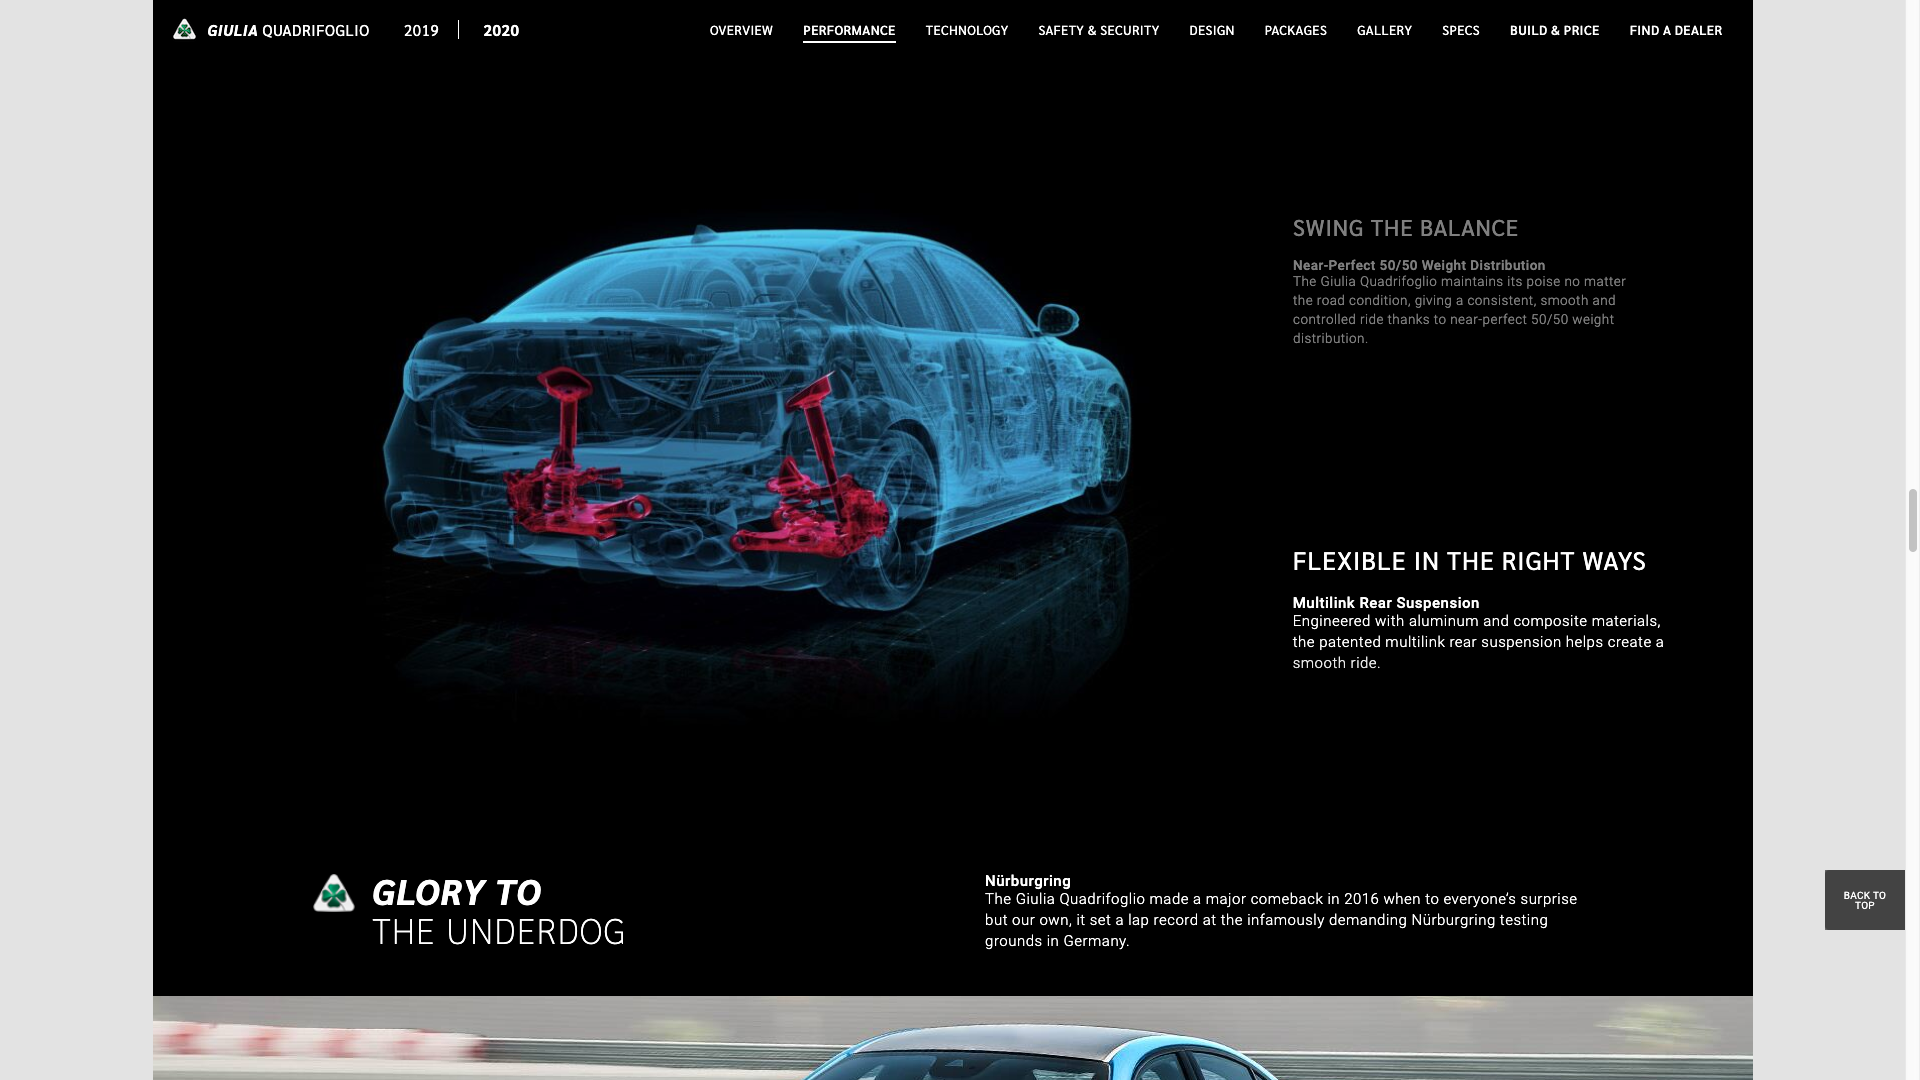 GIULIA QUADRIFOGLIO 2019 2020 OVERVIEW PERFORMANCE TECHNOLOGY SAFETY & SECURITY DESIGN PACKAGES GALLERY SPECS BUILD & PRICE FIND A DEALER
SWING THE BALANCE
Near-Perfect 50/50 Weight Distribution
The Giulia Quadrifoglio maintains its poise no matter
the road condition, giving a consistent, smooth and
controlled ride thanks to near-perfect 50/50 weight
distribution.
FLEXIBLE IN THE RIGHT WAYS
Multilink Rear Suspension
Engineered with aluminum and composite materials,
the patented multilink rear suspension helps create a
smooth ride.
GLORY TO
THE UNDERDOG
Nürburgring
The Giulia Quadrifoglio made a major comeback in 2016 when to everyone’s surprise
but our own, it set a lap record at the infamously demanding Nürburgring testing
grounds in Germany.
BACK TO
TOP